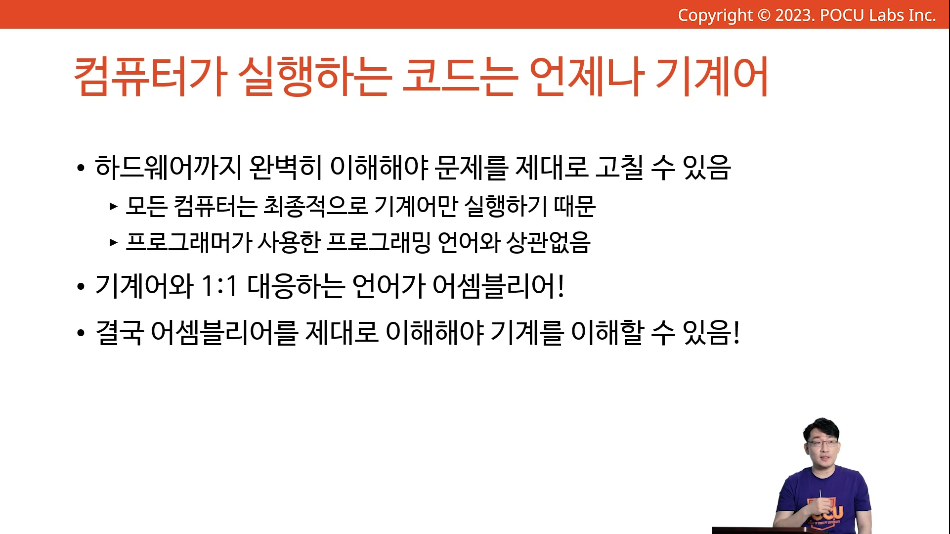 Copyright © 2023. POCU Labs Inc.
컴퓨터가 실행하는 코드는 언제나 기계어
• 하드웨어까지 완벽히 이해해야 문제를 제대로 고칠 수 있음
▸ 모든 컴퓨터는 최종적으로 기계어만 실행하기 때문
▸ 프로그래머가 사용한 프로그래밍 언어와 상관없음
• 기계어와 1:1 대응하는 언어가 어셈블리어!
• 결국 어셈블리어를 제대로 이해해야 기계를 이해할 수 있음!